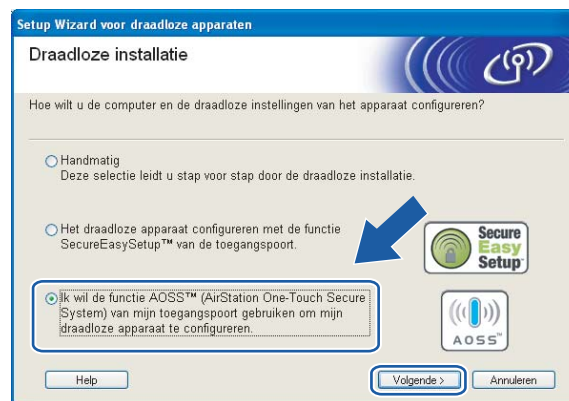 Setup Wizard voor draadloze apparaten
Draadloze installatie
Hoe wilt u de computer en de draadloze instellingen van het apparaat configureren?
Handmatig
Deze selectie leidt u stap voor stap door de draadloze installatie.
Het draadloze apparaat configureren met de functie
SecureEasySetup™ van de toegangspoort.
Secure
Easy
Setup
Ik wil de functie AOSS™ (AirStation One-Touch Secure
System) van mijn toegangspoort gebruiken om mijn
draadloze apparaat te configureren.
AOSS™
Help
Volgende >
Annuleren